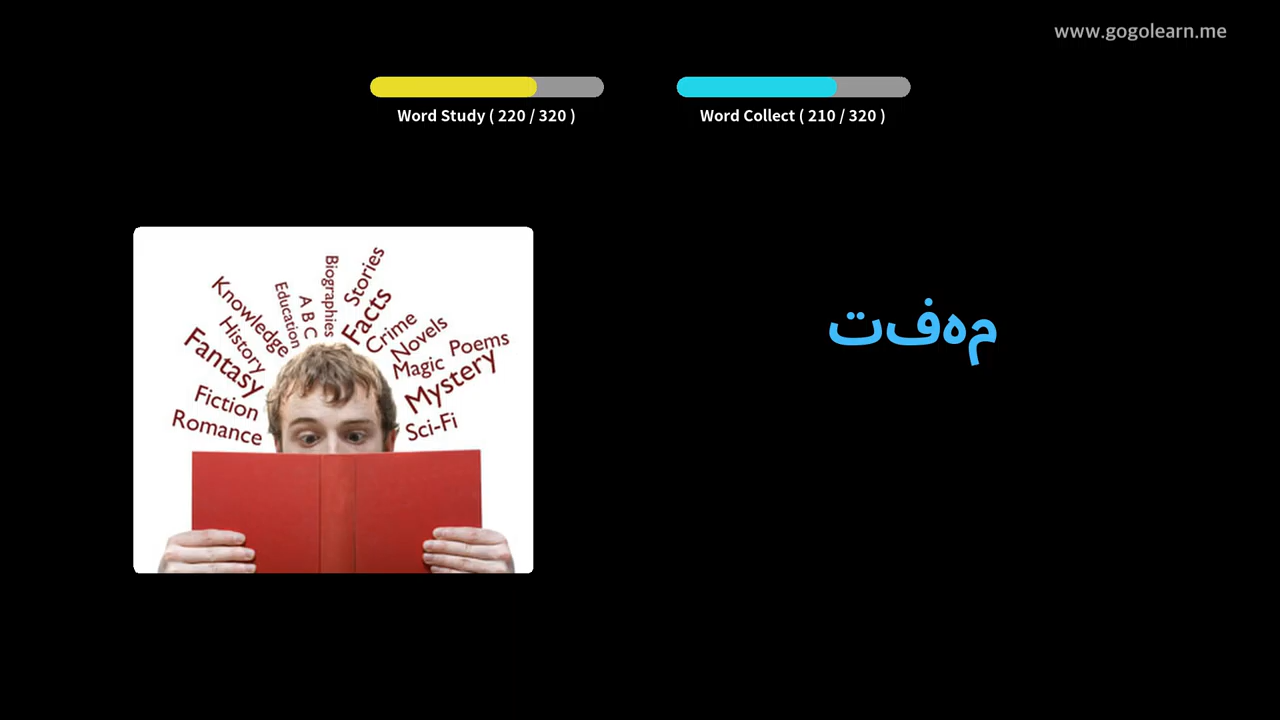 www.gogolearn.me
Word Study ( 220 / 320 )
Word Collect ( 210 / 320 )
Knowledge
Education
A B C
Biographies
Stories
Facts
History
Crime
Novels
Fantasy
Magic
Poems
Fiction
Mystery
Romance
Sci-Fi
مهفت